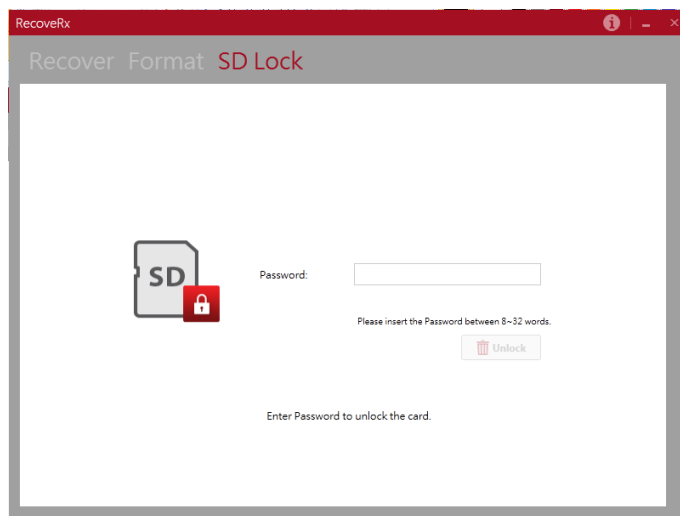 RecoveRx
Recover Format SD Lock
SD
Password:
Please insert the Password between 8~32 words.
Unlock
Enter Password to unlock the card.